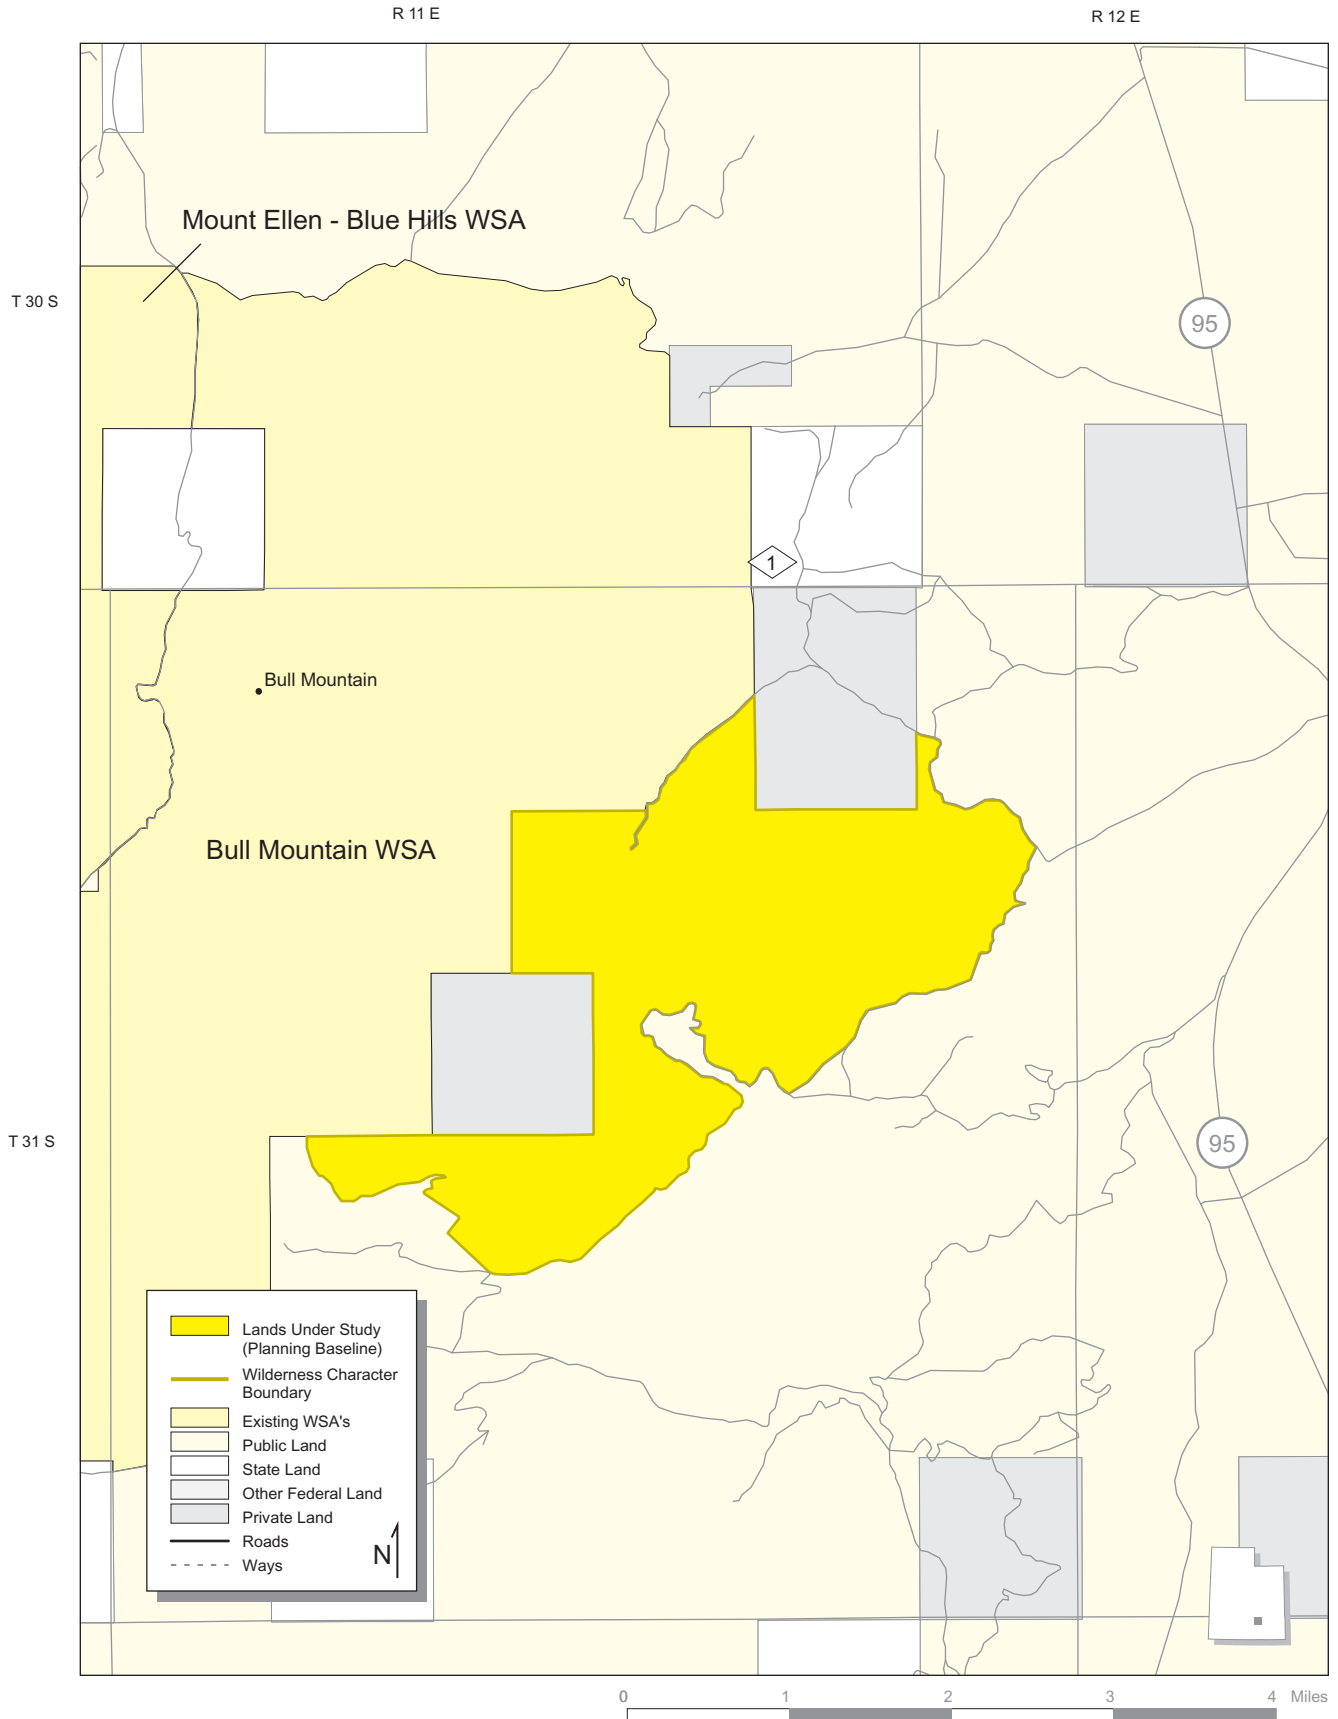 R 11 E
R 12 E
Mount Ellen - Blue Hills WSA
T 30 S
95
1
Bull Mountain
Bull Mountain WSA
T 31 S
95
Lands Under Study
(Planning Baseline)
Wilderness Character
Boundary
Existing WSA's
Public Land
State Land
Other Federal Land
Private Land
Roads
Ways
N
0 1 2 3 4 Miles